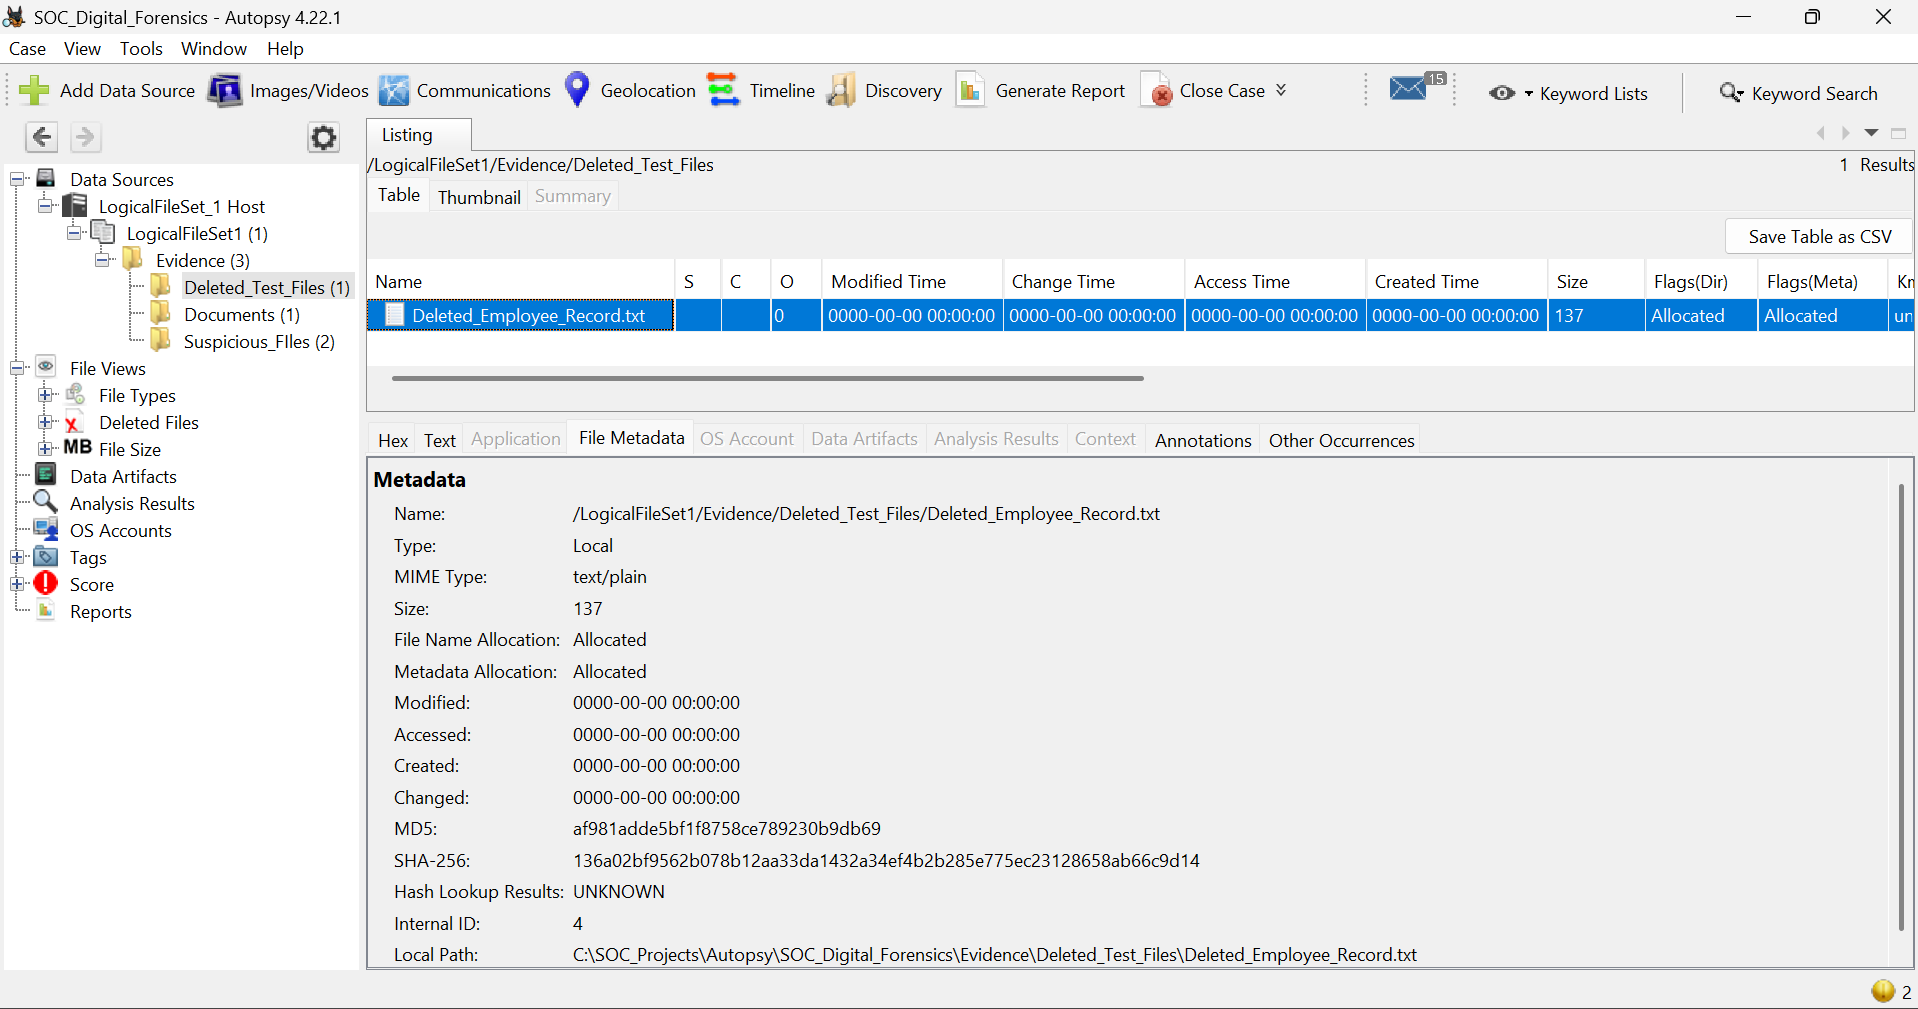 SOC_Digital_Forensics - Autopsy 4.22.1
Case View Tools Window Help
Add Data Source Images/Videos Communications Geolocation Timeline Discovery Generate Report Close Case 15 Keyword Lists Keyword Search
Listing
/LogicalFileSet1/Evidence/Deleted_Test_Files 1 Results
Table Thumbnail Summary
Save Table as CSV
Data Sources
LogicalFileSet_1 Host
LogicalFileSet1 (1)
Evidence (3)
Deleted_Test_Files (1)
Documents (1)
Suspicious_FIles (2)
File Views
File Types
Deleted Files
MB File Size
Data Artifacts
Analysis Results
OS Accounts
Tags
Score
Reports
Name S C O Modified Time Change Time Access Time Created Time Size Flags(Dir) Flags(Meta) Kn
Deleted_Employee_Record.txt 0 0000-00-00 00:00:00 0000-00-00 00:00:00 0000-00-00 00:00:00 0000-00-00 00:00:00 137 Allocated Allocated un
Hex Text Application File Metadata OS Account Data Artifacts Analysis Results Context Annotations Other Occurrences
Metadata
Name: /LogicalFileSet1/Evidence/Deleted_Test_Files/Deleted_Employee_Record.txt
Type: Local
MIME Type: text/plain
Size: 137
File Name Allocation: Allocated
Metadata Allocation: Allocated
Modified: 0000-00-00 00:00:00
Accessed: 0000-00-00 00:00:00
Created: 0000-00-00 00:00:00
Changed: 0000-00-00 00:00:00
MD5: af981adde5bf1f8758ce789230b9db69
SHA-256: 136a02bf9562b078b12aa33da1432a34ef4b2b285e775ec23128658ab66c9d14
Hash Lookup Results: UNKNOWN
Internal ID: 4
Local Path: C:\SOC_Projects\Autopsy\SOC_Digital_Forensics\Evidence\Deleted_Test_Files\Deleted_Employee_Record.txt
2